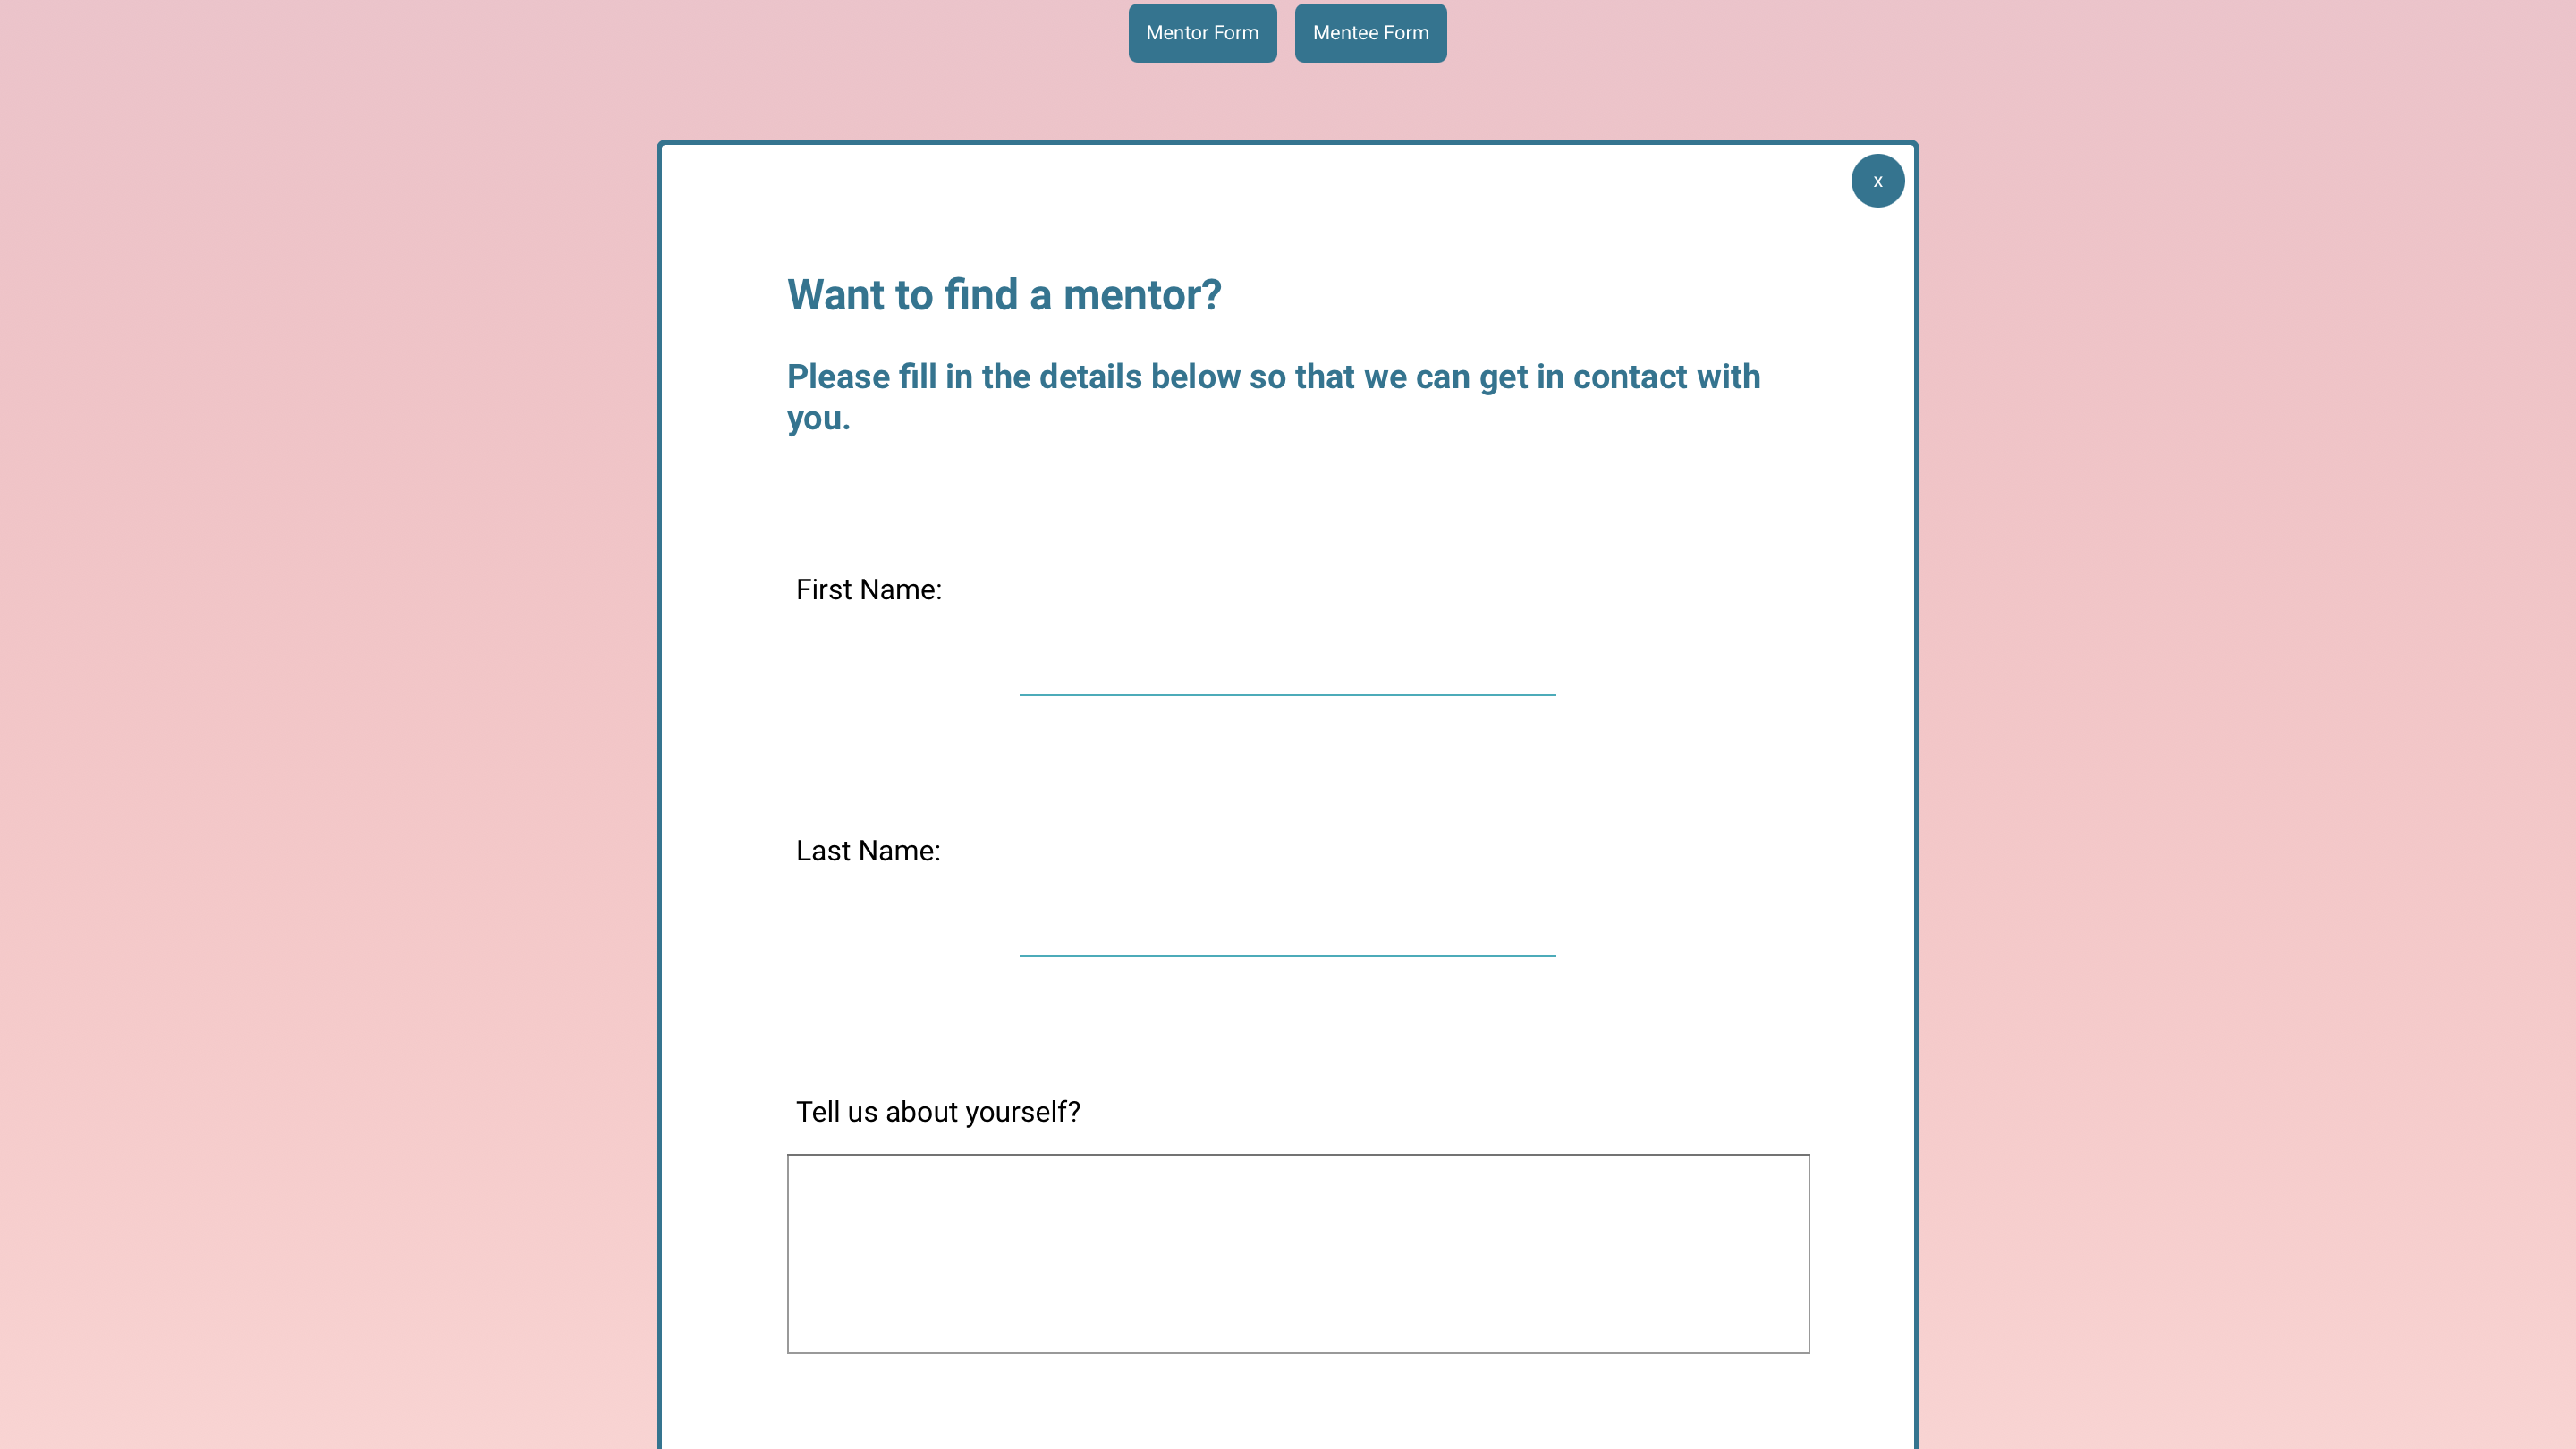 Mentor Form Mentee Form
x
Want to find a mentor?
Please fill in the details below so that we can get in contact with
you.
First Name:
Last Name:
Tell us about yourself?